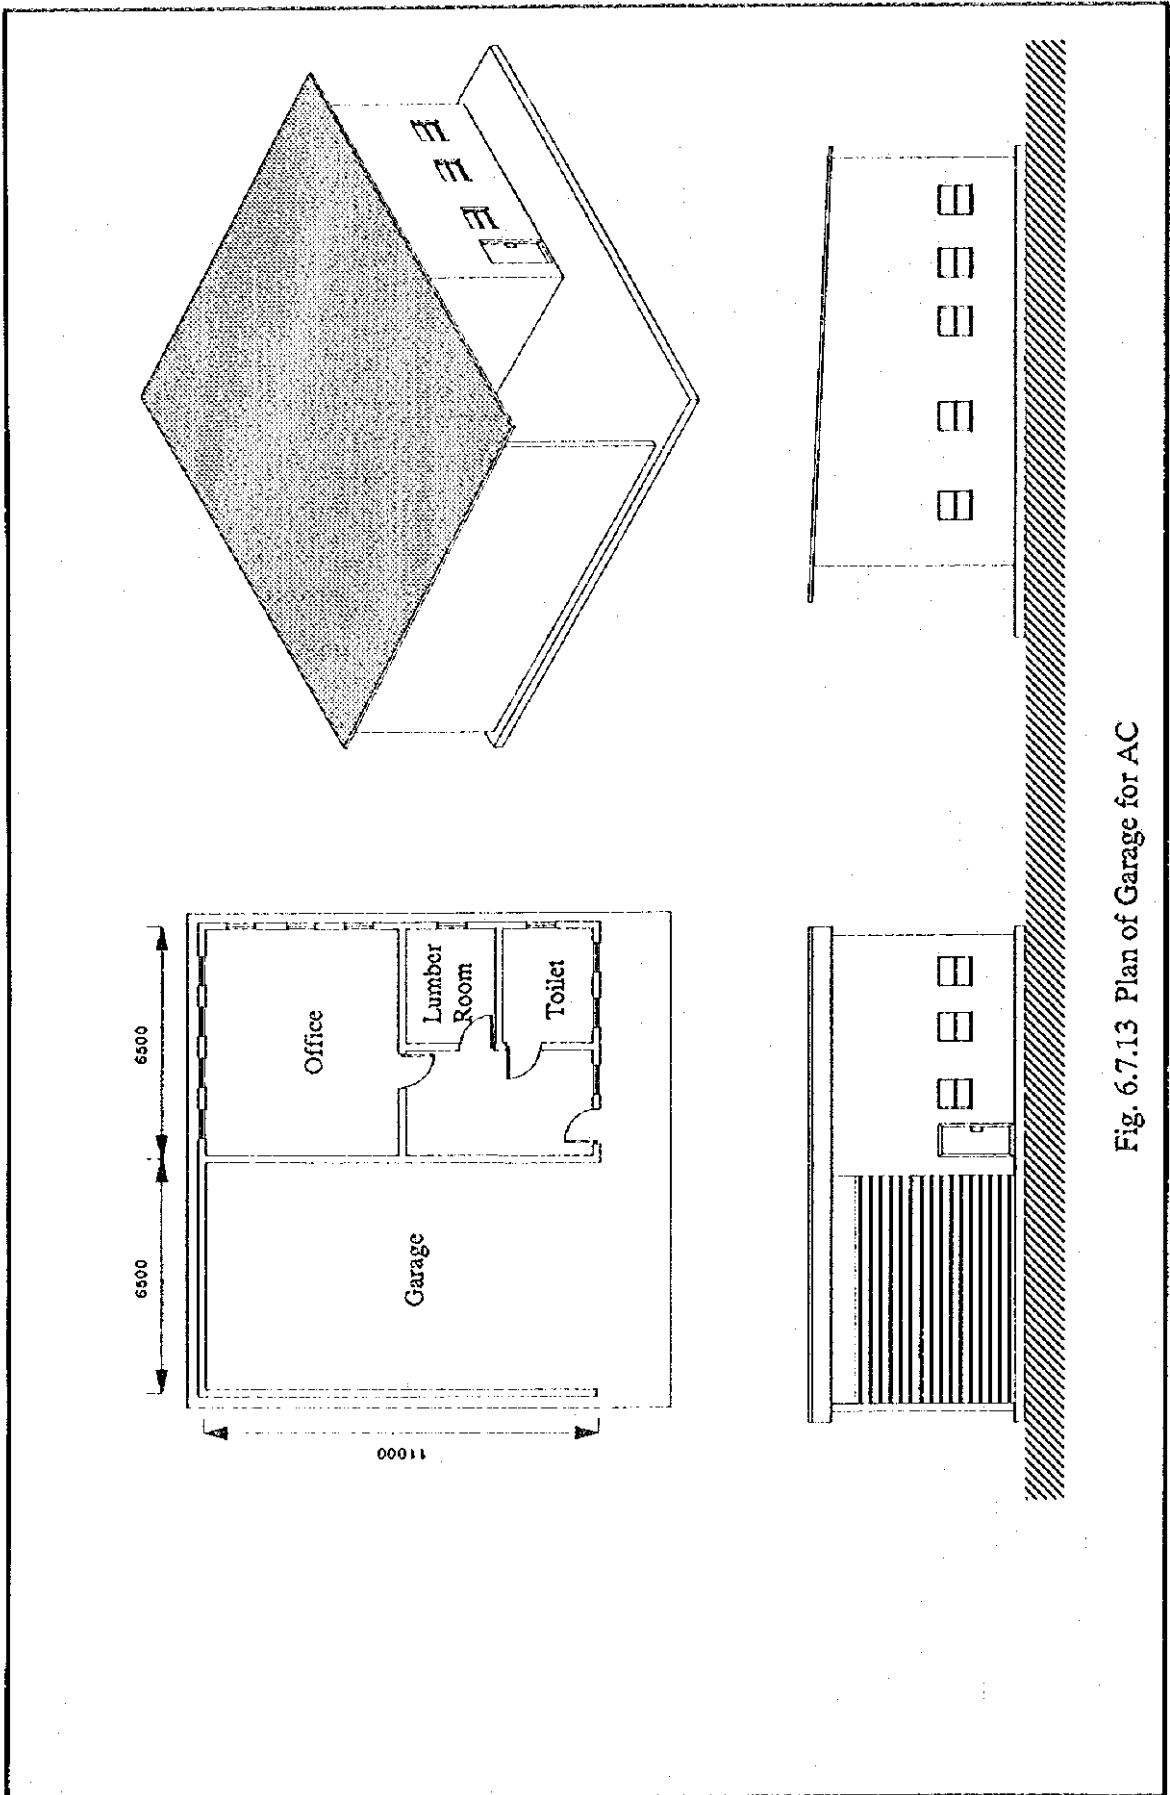 6500
6500
11000
Office
Lumber
Room
Toilet
Garage
Fig. 6.7.13 Plan of Garage for AC